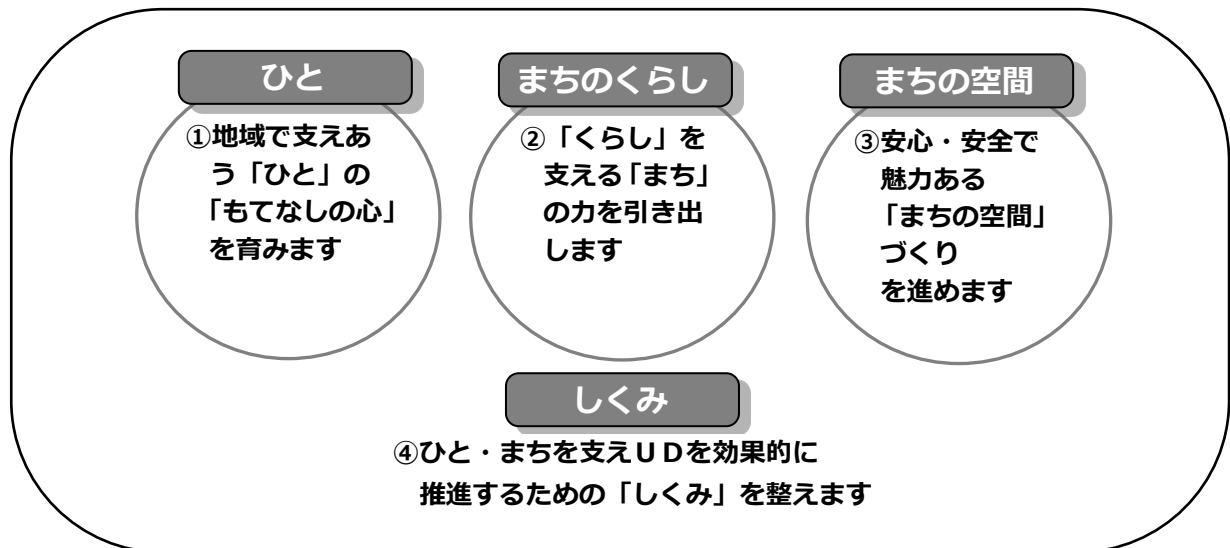 ひと
①地域で支えあ
う「ひと」の
「もてなしの心」
を育みます
まちのくらし
②「くらし」を
支える「まち」
の力を引き出
します
まちの空間
③安心・安全で
魅力ある
「まちの空間」
づくり
を進めます
しくみ
④ひと・まちを支えＵＤを効果的に
推進するための「しくみ」を整えます